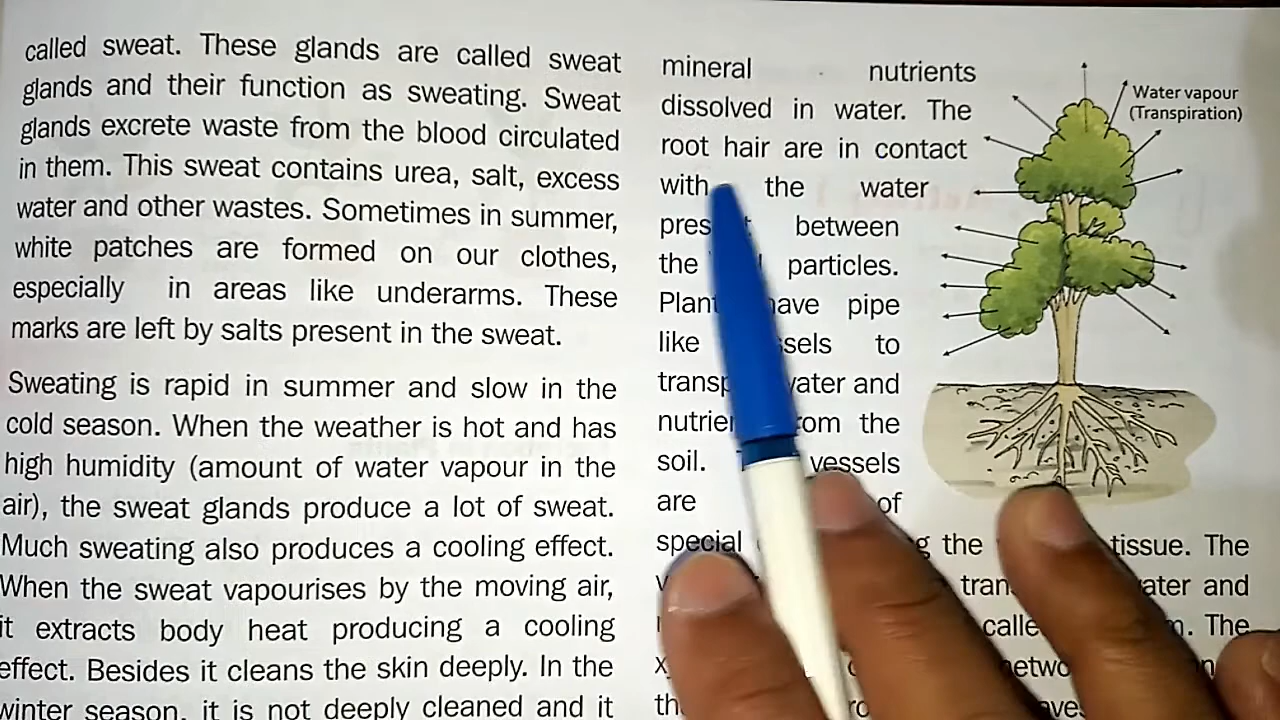 called sweat. These glands are called sweat
glands and their function as sweating. Sweat
glands excrete waste from the blood circulated
in them. This sweat contains urea, salt, excess
water and other wastes. Sometimes in summer,
white patches are formed on our clothes,
especially in areas like underarms. These
marks are left by salts present in the sweat.
Sweating is rapid in summer and slow in the
cold season. When the weather is hot and has
high humidity (amount of water vapour in the
air), the sweat glands produce a lot of sweat.
Much sweating also produces a cooling effect.
When the sweat vapourises by the moving air,
it extracts body heat producing a cooling
effect. Besides it cleans the skin deeply. In the
winter season, it is not deeply cleaned and it
mineral nutrients
dissolved in water. The
root hair are in contact
with the water
between
the particles.
have pipe
like to
water and
from the
soil. vessels
are of
special the tissue. The
and
The
Water vapour
(Transpiration)